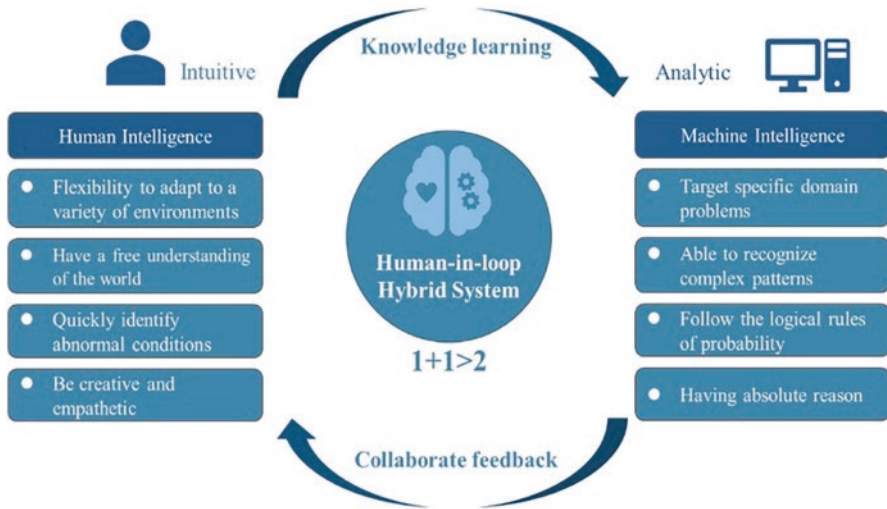 Knowledge learning
Intuitive
Analytic
Human Intelligence
Flexibility to adapt to a
variety of environments
Have a free understanding
of the world
Quickly identify
abnormal conditions
Be creative and
empathetic
Human-in-loop
Hybrid System
1+1>2
Machine Intelligence
Target specific domain
problems
Able to recognize
complex patterns
Follow the logical rules
of probability
Having absolute reason
Collaborate feedback